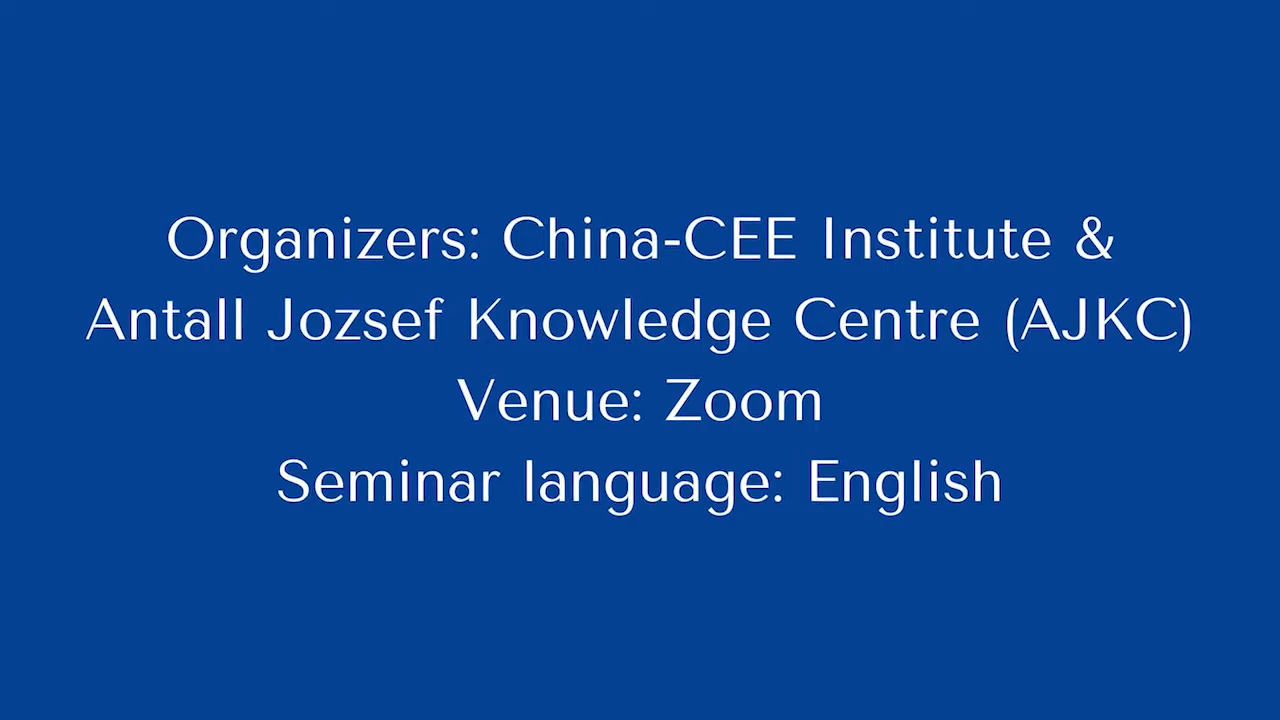 Organizers: China-CEE Institute &
Antall Jozsef Knowledge Centre (AJKC)
Venue: Zoom
Seminar language: English